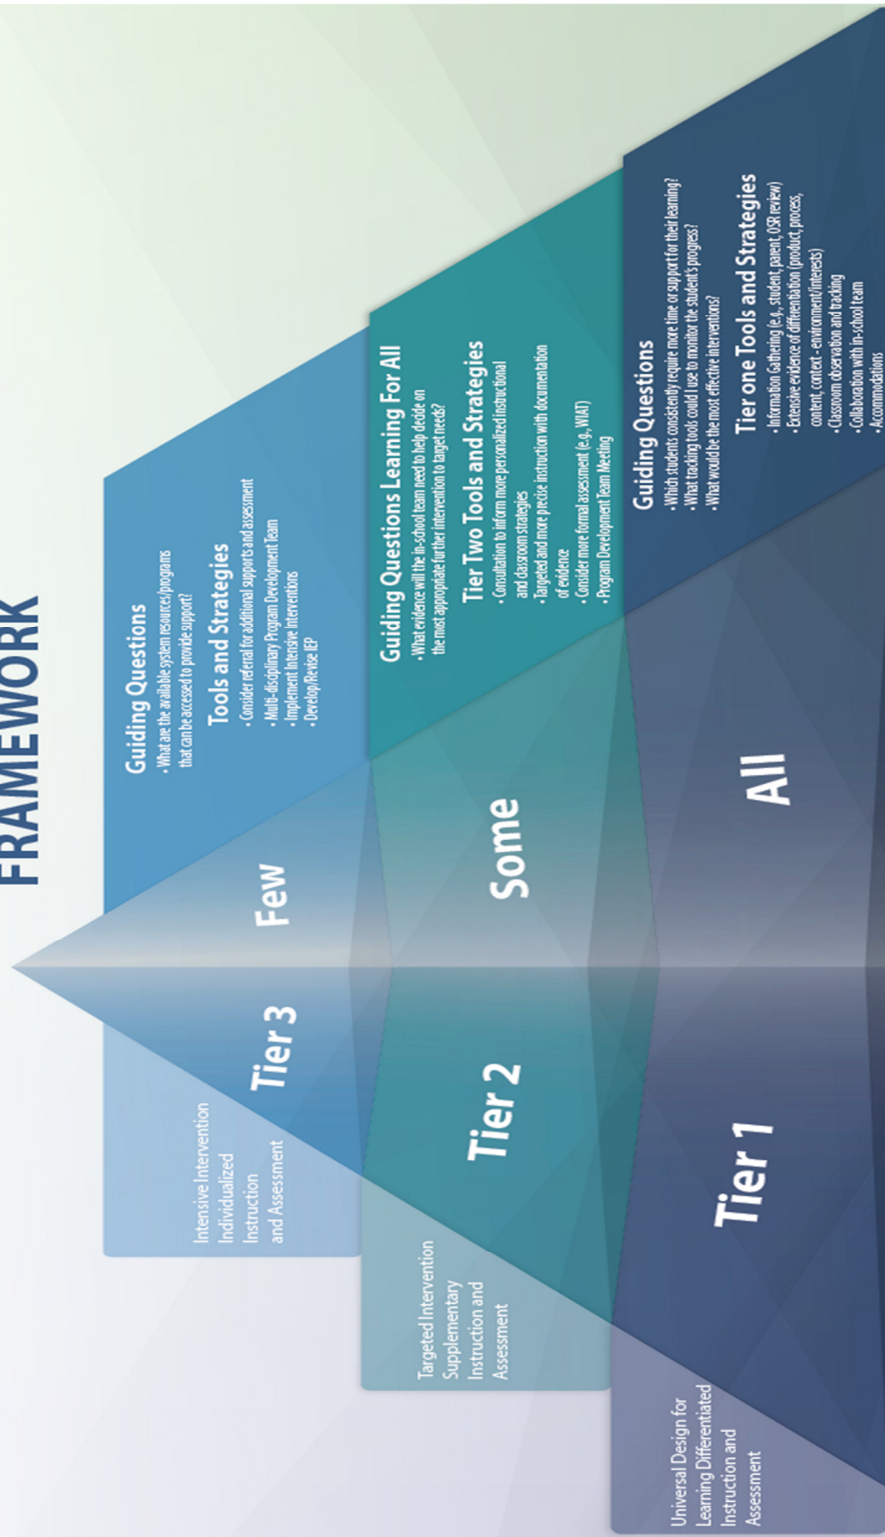 FRAMEWORK
Intensive Intervention
Individualized
Instruction
and Assessment
Tier 3
Few
Guiding Questions
• What are the available system resources/programs
that can be accessed to provide support?
Tools and Strategies
• Consider referral for additional supports and assessment
• Multi-disciplinary Program Development Team
• Implement Intensive Interventions
• Develop/Revise IEP
Targeted Intervention
Supplementary
Instruction and
Assessment
Tier 2
Some
Guiding Questions Learning For All
• What evidence will the in-school team need to help decide on
the most appropriate further intervention to target needs?
Tier Two Tools and Strategies
• Consultation to inform more personalized instructional
and classroom strategies
• Targeted and more precise instruction with documentation
of evidence
• Consider more formal assessment (e.g., WIAT)
• Program Development Team Meeting
Universal Design for
Learning Differentiated
Instruction and
Assessment
Tier 1
All
Guiding Questions
• Which students consistently require more time or support for their learning?
• What tracking tools could I use to monitor the student's progress?
• What would be the most effective interventions?
Tier one Tools and Strategies
• Information Gathering (e.g., student, parent, OSR review)
• Extensive evidence of differentiation (product, process,
content, context - environment/interests)
• Classroom observation and tracking
• Collaboration with in-school team
• Accommodations